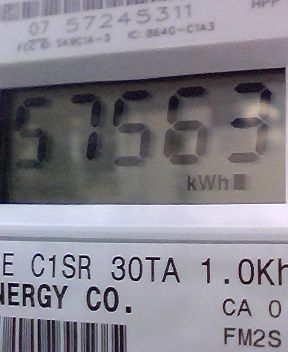 HPP
07 57245311
FCC ID: SK9C1A-3 IC: 864G-C1A3
57563
kWh
E C1SR 30TA 1.0Kh
NERGY CO.
CA 0
FM2S